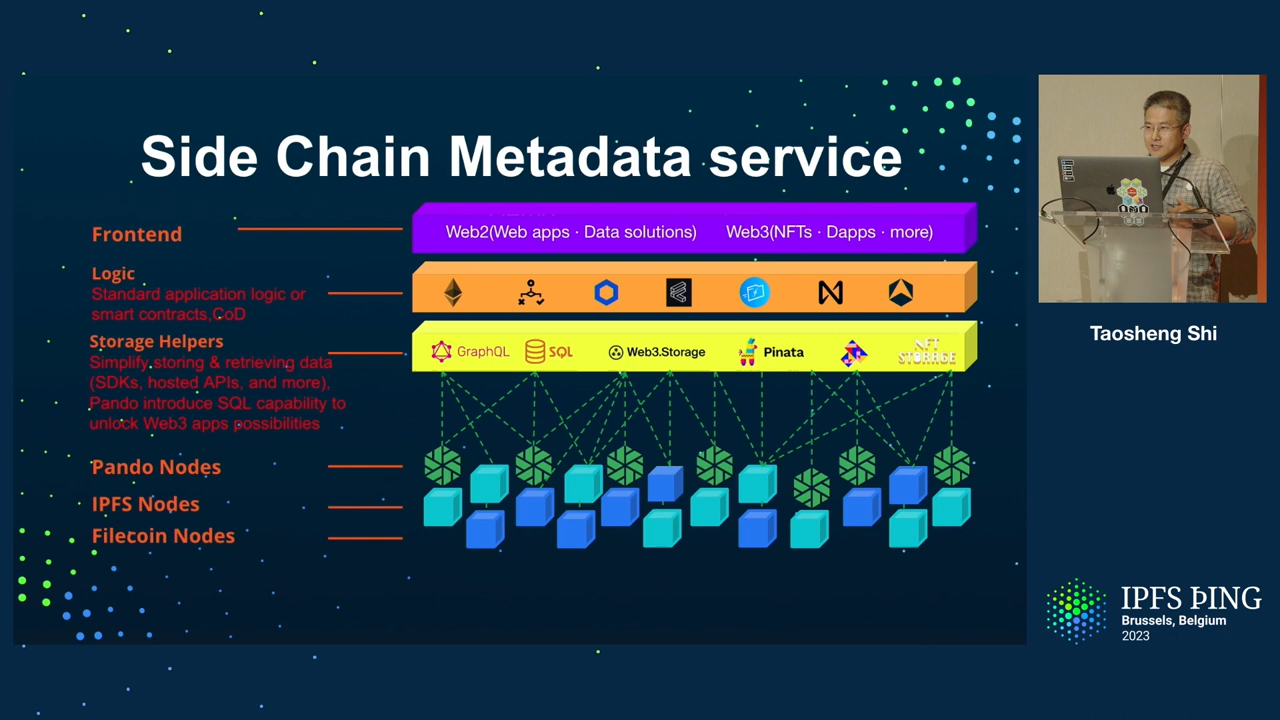 Side Chain Metadata service
Frontend
Web2(Web apps · Data solutions)
Web3(NFTs · Dapps · more)
Logic
Standard application logic or
smart contracts,CoD
Storage Helpers
Simplify storing & retrieving data
(SDKs, hosted APIs, and more),
Pando introduce SQL capability to
unlock Web3 apps possibilities
GraphQL
SQL
Web3.Storage
Pinata
NFT
STORAGE
Pando Nodes
IPFS Nodes
Filecoin Nodes
Taosheng Shi
IPFS ÞING
Brussels, Belgium
2023